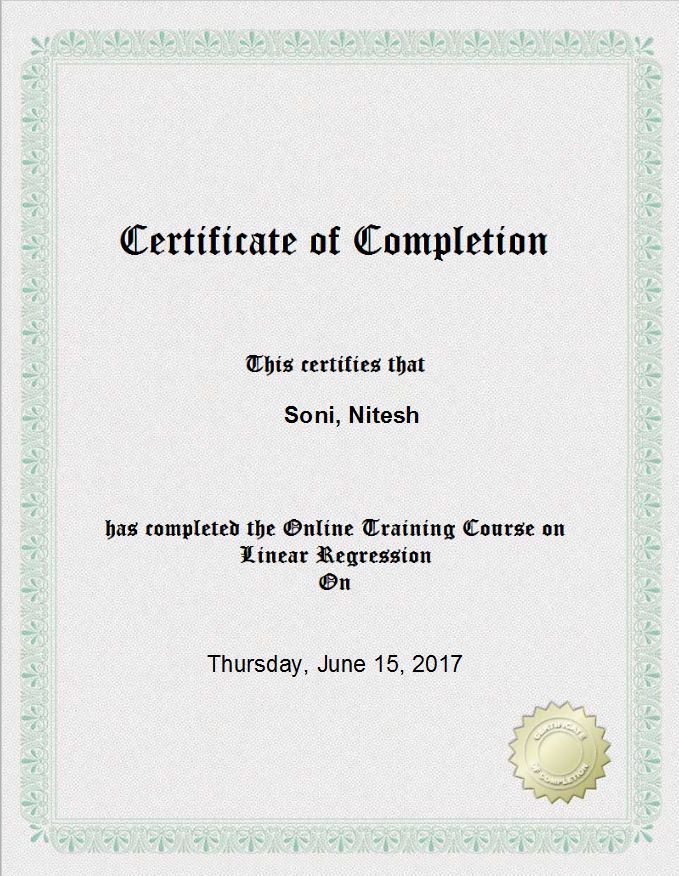 Certificate of Completion
This certifies that
Soni, Nitesh
has completed the Online Training Course on
Linear Regression
On
Thursday, June 15, 2017
CERTIFICATE
OF COMPLETION